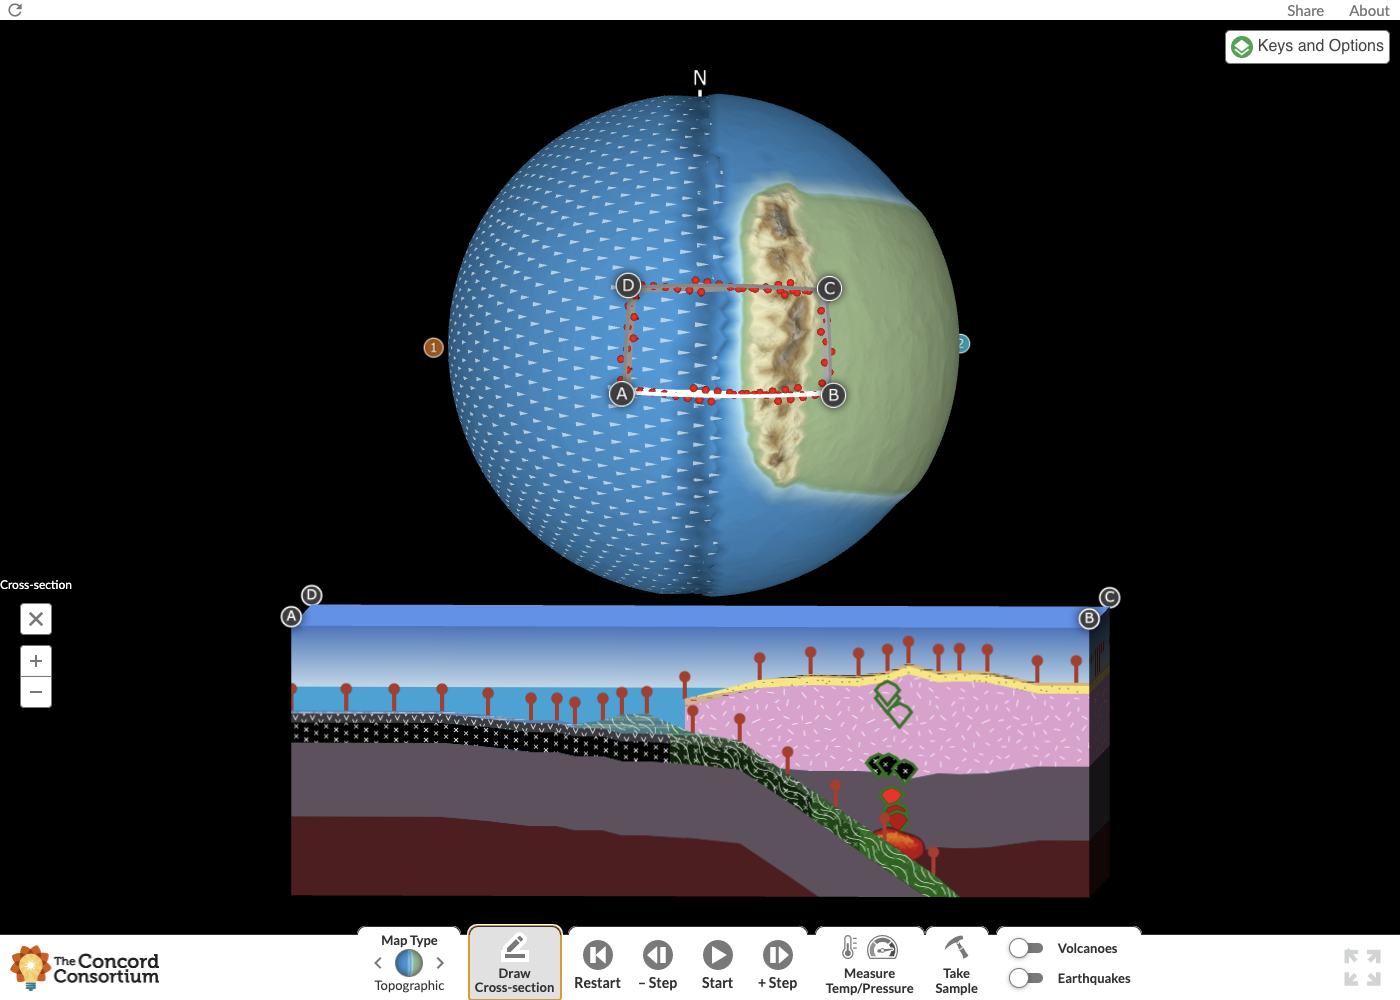 Share About
Keys and Options
N
D C
1 2
A B
Cross-section
D C
A B
Map Type
Topographic
Draw
Cross-section
Restart
– Step
Start
+ Step
Measure
Temp/Pressure
Take
Sample
Volcanoes
Earthquakes
The Concord
Consortium